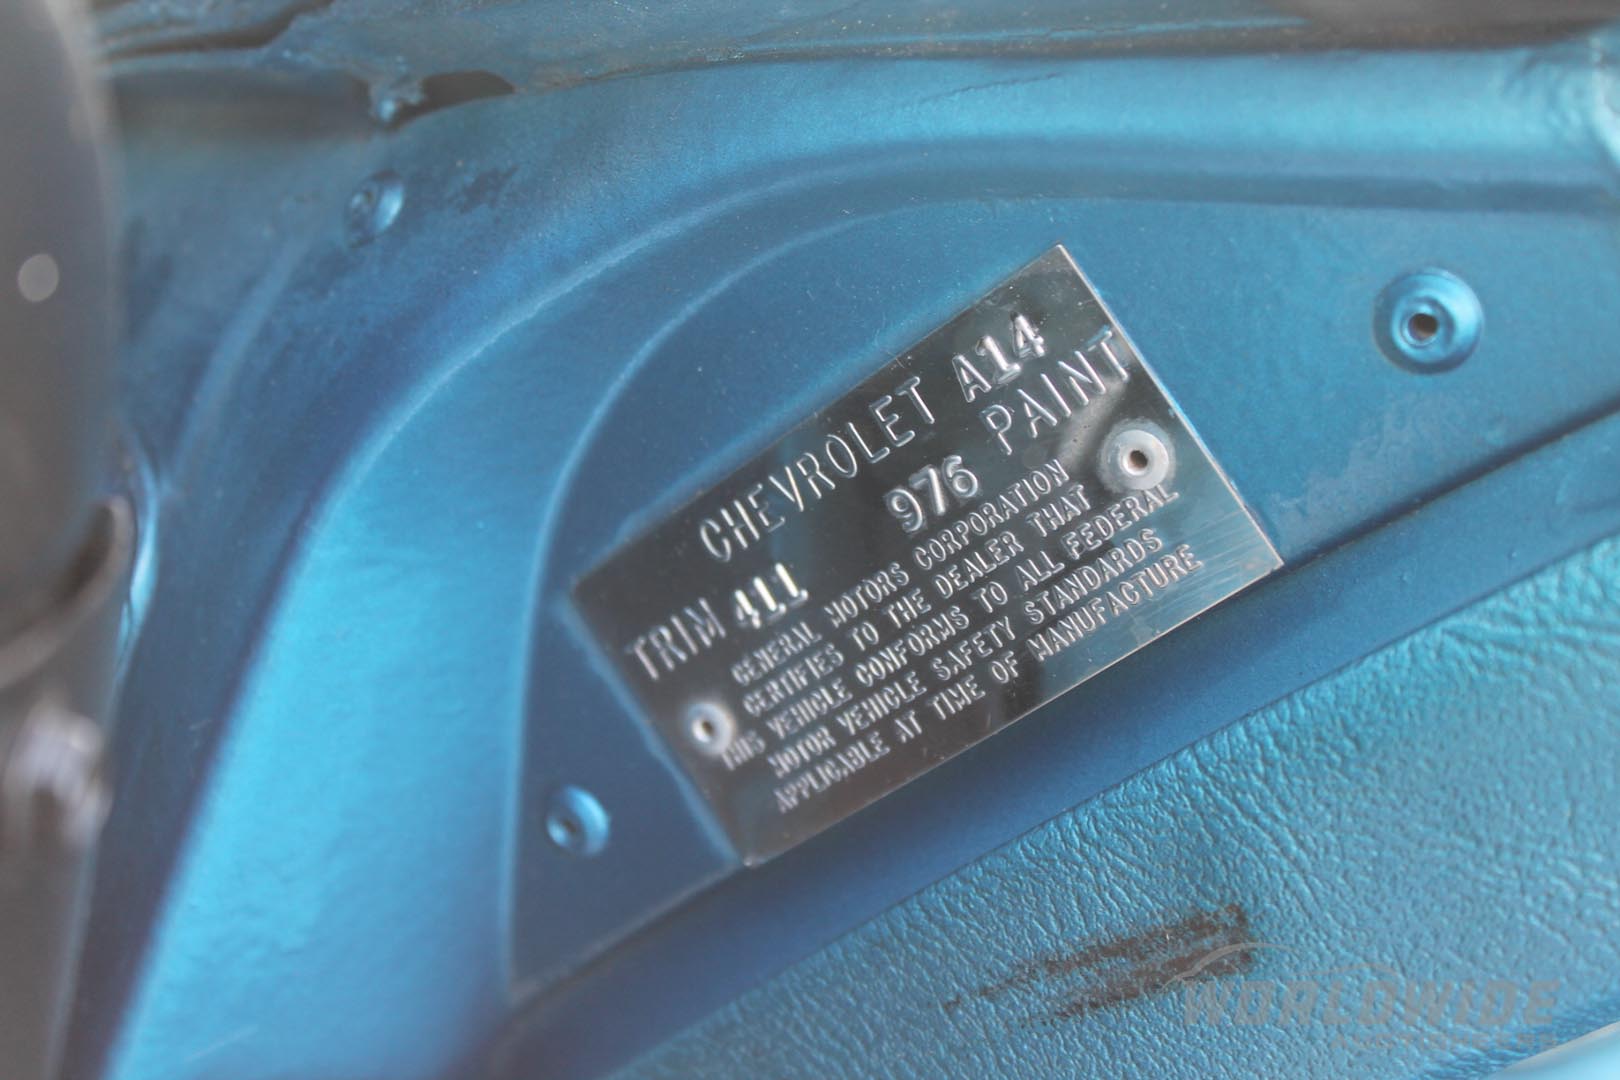 CHEVROLET A14
TRIM 411 976 PAINT
GENERAL MOTORS CORPORATION
CERTIFIES TO THE DEALER THAT
THIS VEHICLE CONFORMS TO ALL FEDERAL
MOTOR VEHICLE SAFETY STANDARDS
APPLICABLE AT TIME OF MANUFACTURE
WORLDWIDE
AUCTIONEERS